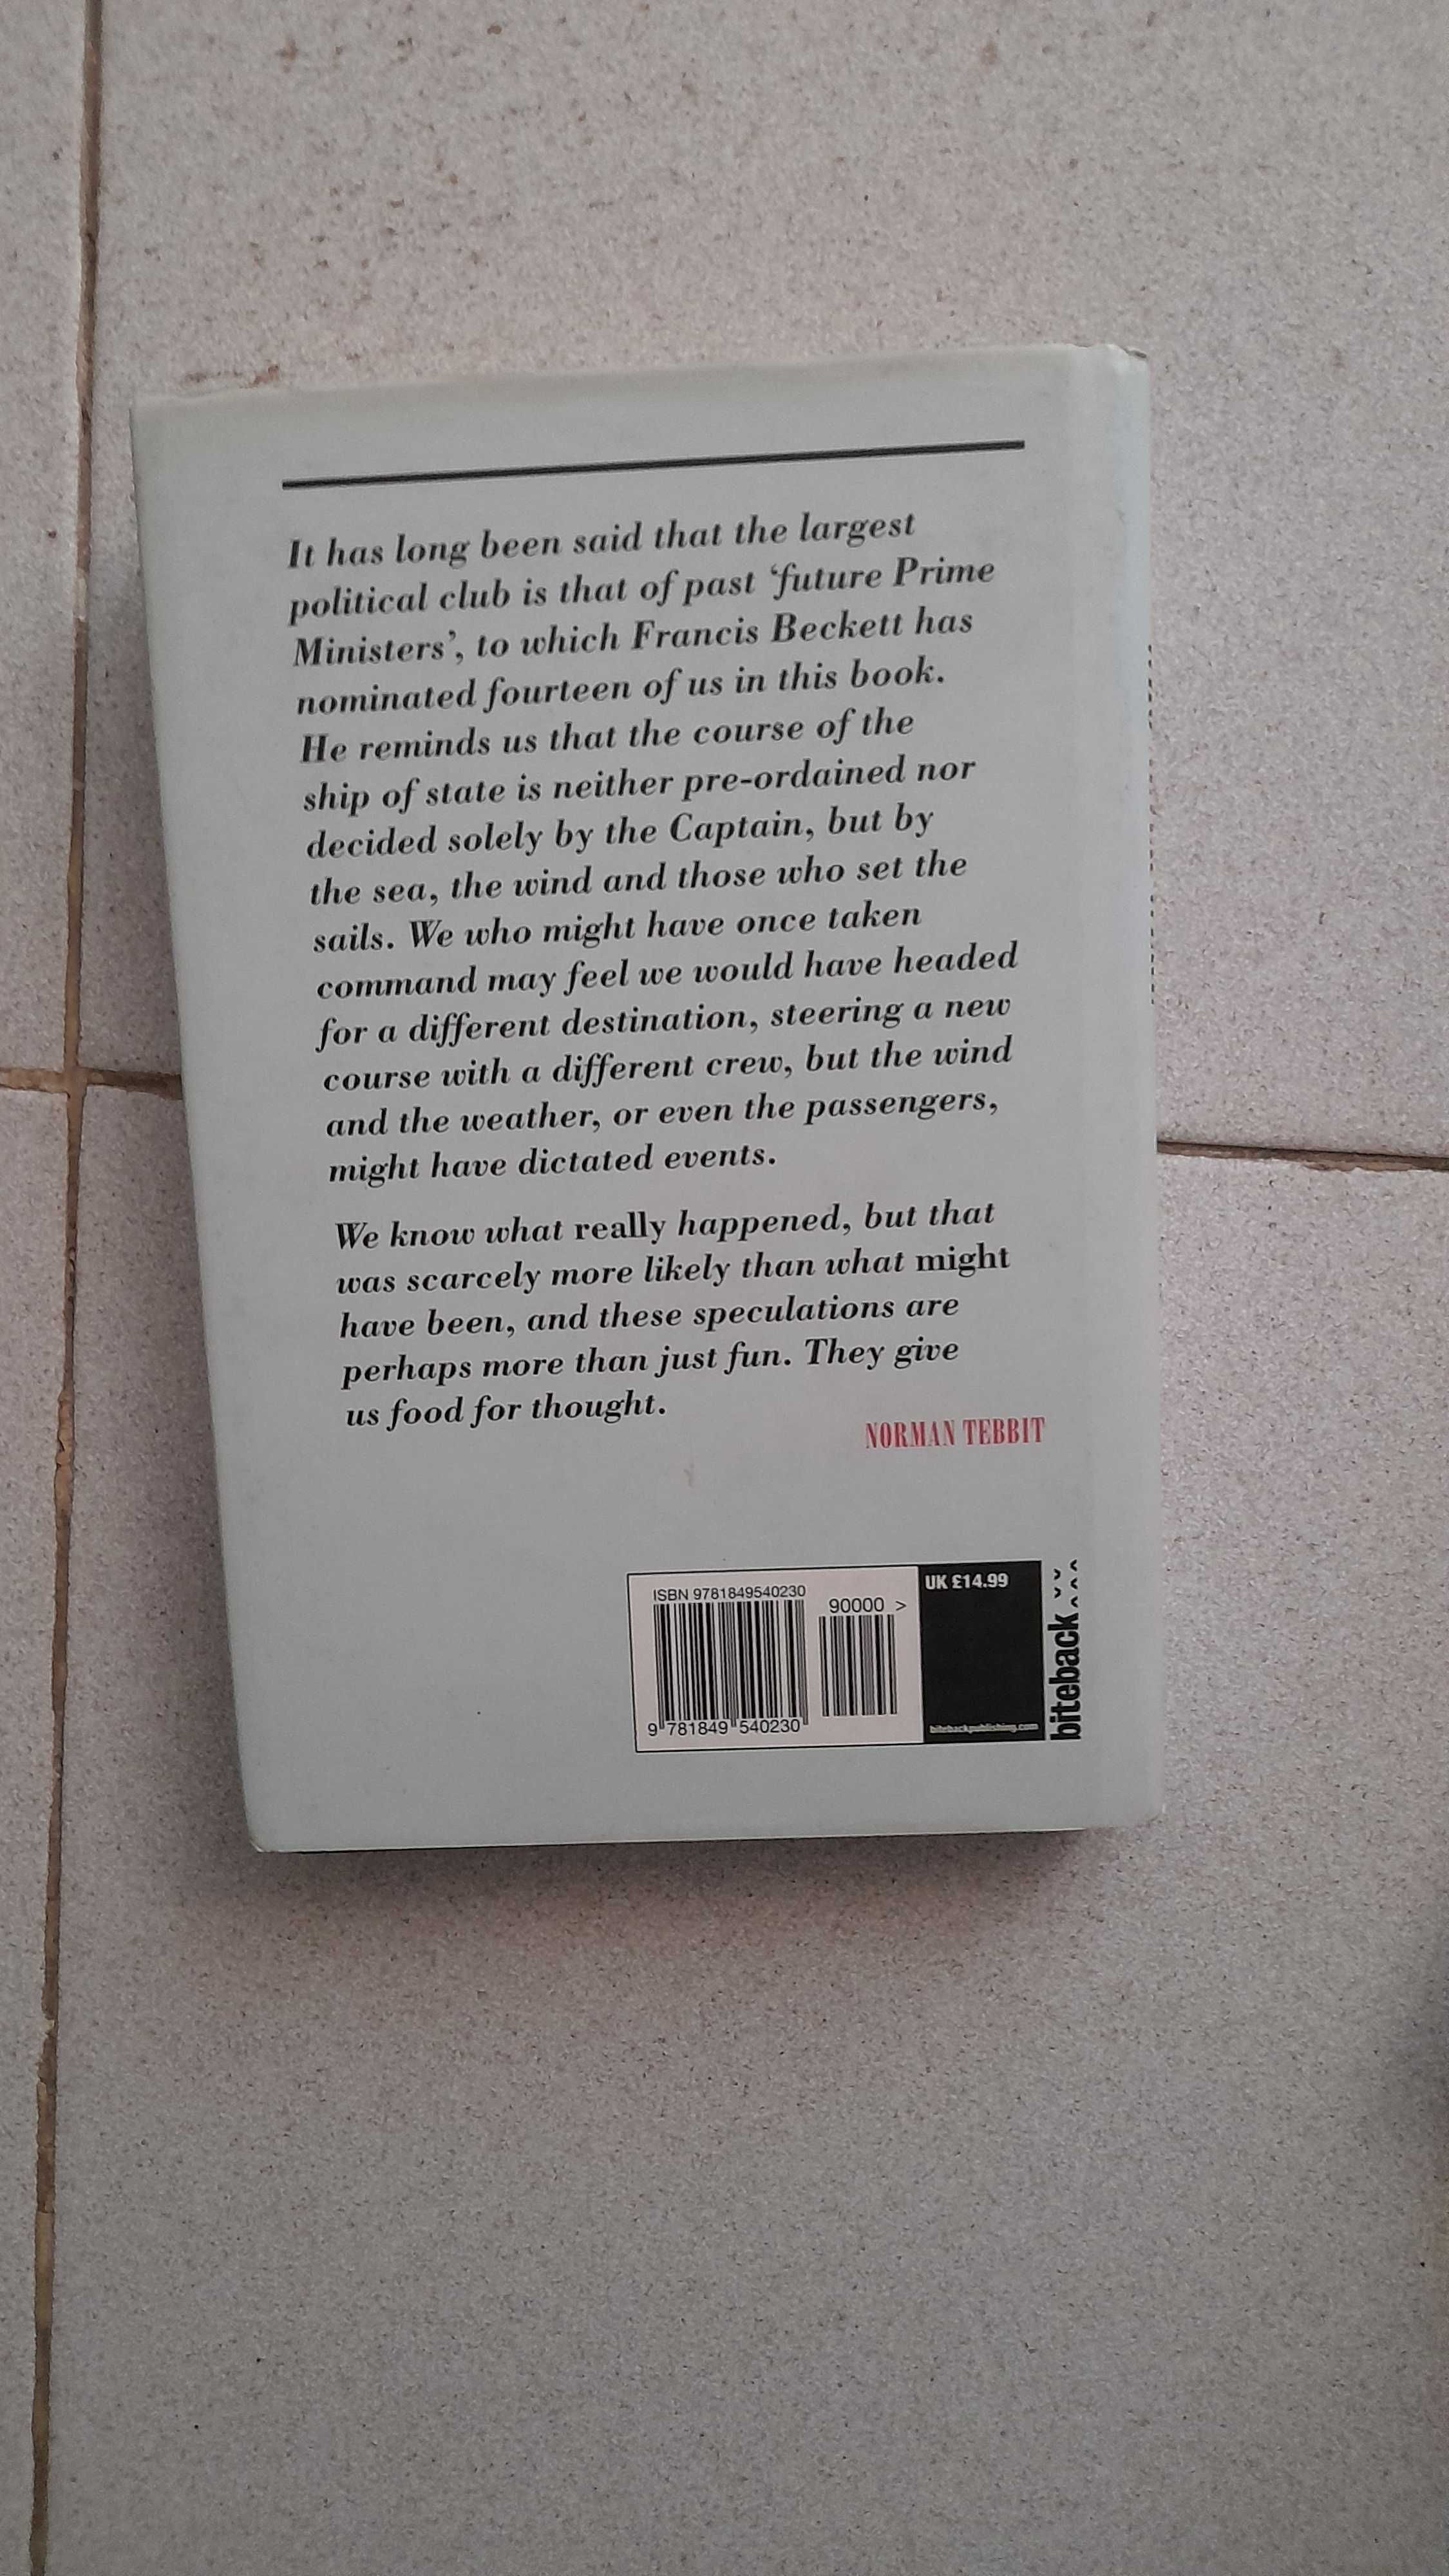 It has long been said that the largest
political club is that of past ‘future Prime
Ministers’, to which Francis Beckett has
nominated fourteen of us in this book.
He reminds us that the course of the
ship of state is neither pre-ordained nor
decided solely by the Captain, but by
the sea, the wind and those who set the
sails. We who might have once taken
command may feel we would have headed
for a different destination, steering a new
course with a different crew, but the wind
and the weather, or even the passengers,
might have dictated events.
We know what really happened, but that
was scarcely more likely than what might
have been, and these speculations are
perhaps more than just fun. They give
us food for thought.
NORMAN TEBBIT
ISBN 9781849540230
90000 >
9 781849 540230
UK £14.99
bitebackpublishing.com
biteback